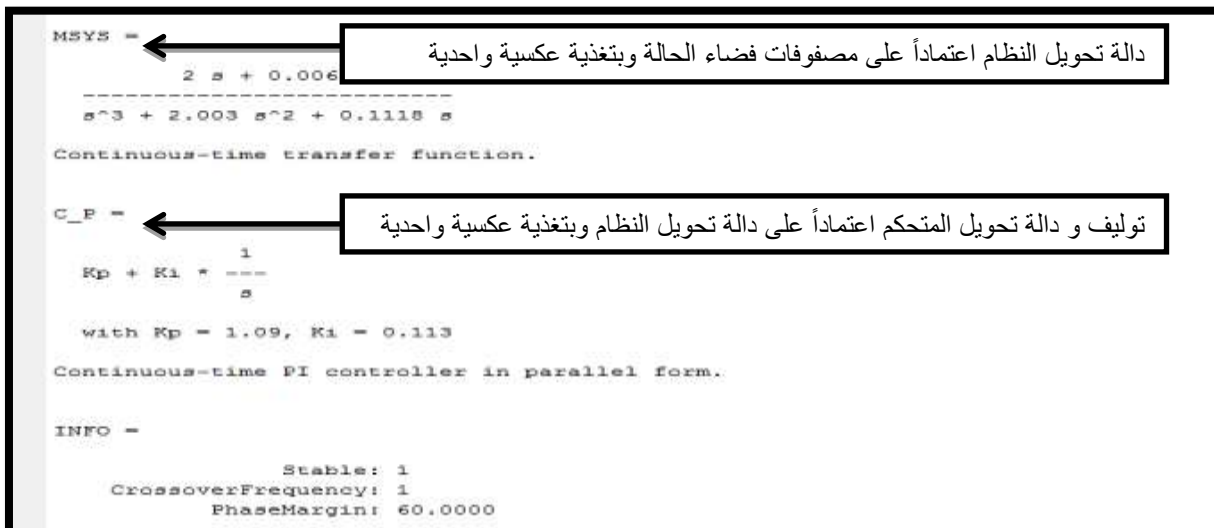 MSYS =
دالة تحويل النظام اعتماداً على مصفوفات فضاء الحالة وبتغذية عكسية واحدية
2 s + 0.006
---------------------------
s^3 + 2.003 s^2 + 0.1118 s
Continuous-time transfer function.
C_P =
توليف و دالة تحويل المتحكم اعتماداً على دالة تحويل النظام وبتغذية عكسية واحدية
1
Kp + Ki * ---
s
with Kp = 1.09, Ki = 0.113
Continuous-time PI controller in parallel form.
INFO =
Stable: 1
CrossoverFrequency: 1
PhaseMargin: 60.0000